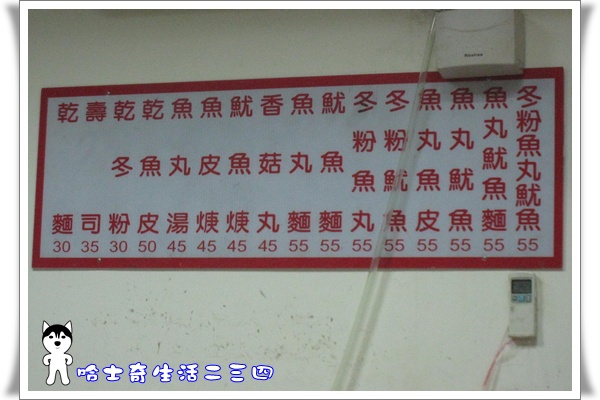 冬粉魚丸魷魚 55
魚丸魷魚麵 55
魚丸魷魚 55
魚丸魚皮 55
冬粉魷魚 55
冬粉魚丸 55
魷魚麵 55
魚丸麵 55
香菇丸 45
魷魚焿 45
魚皮焿 45
魚丸湯 45
乾魚皮 50
乾冬粉 30
壽司 35
乾麵 30
哈士奇生活二三四